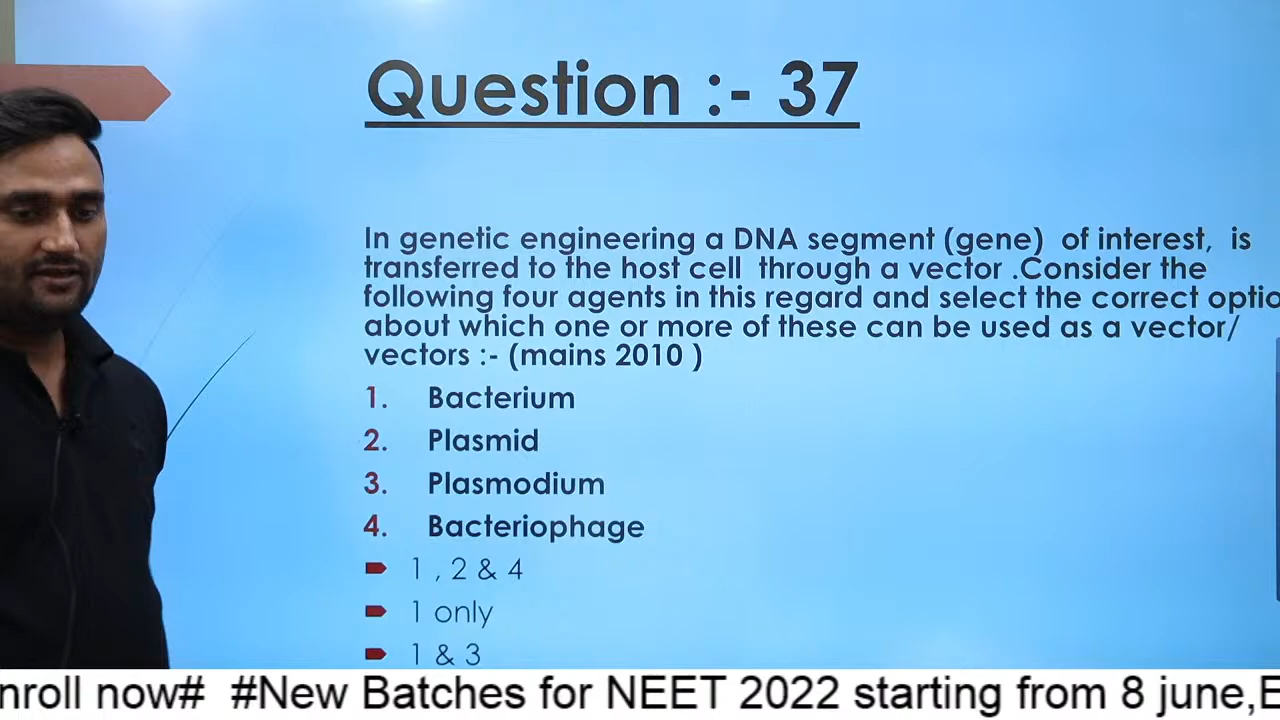 Question :- 37
In genetic engineering a DNA segment (gene) of interest, is
transferred to the host cell through a vector .Consider the
following four agents in this regard and select the correct
about which one or more of these can be used as a vector/
vectors :- (mains 2010 )
1. Bacterium
2. Plasmid
3. Plasmodium
4. Bacteriophage
1 , 2 & 4
1 only
1 & 3
now# #New Batches for NEET 2022 starting from 8 june,